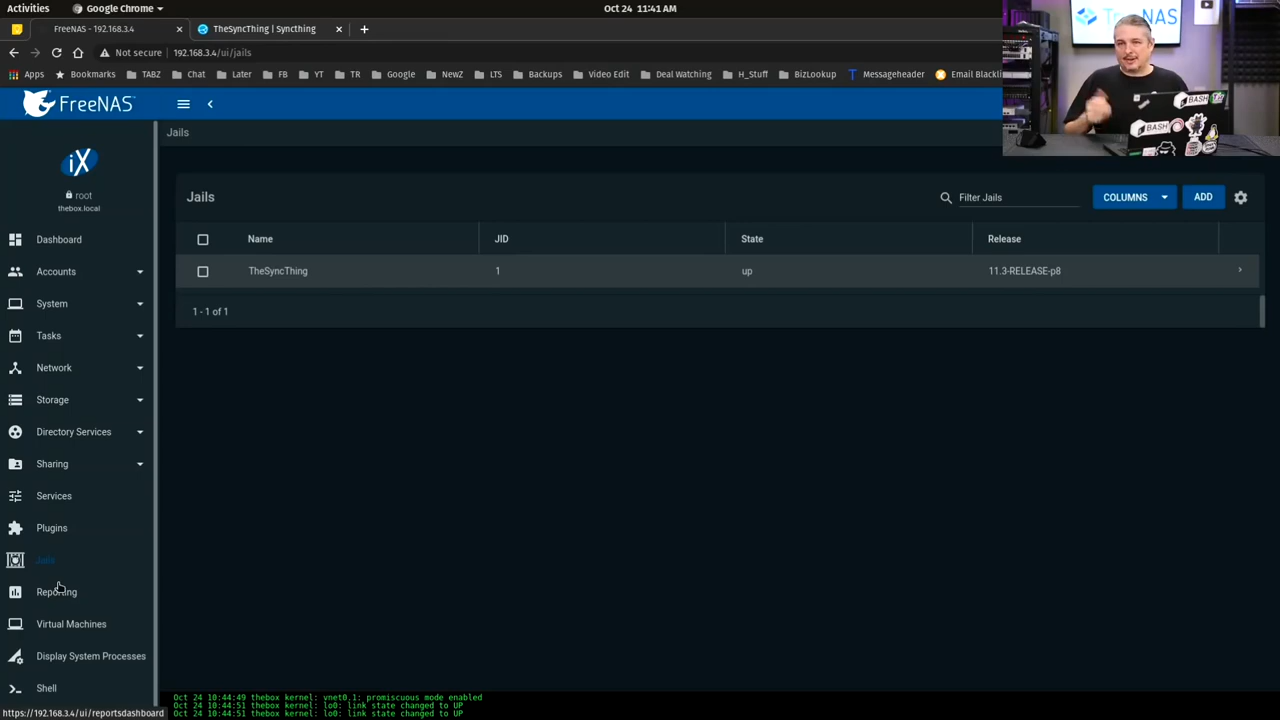 Activities Google Chrome Oct 24 11:41 AM
FreeNAS - 192.168.3.4 TheSyncThing | Syncthing
Not secure 192.168.3.4/ui/jails
Apps Bookmarks TABZ Chat Later FB YT TR Google NewZ LTS Backups Video Edit Deal Watching H_Stuff BizLookup Messageheader Email Blackli
FreeNAS
Jails
iX
root
thebox.local
Dashboard
Accounts
System
Tasks
Network
Storage
Directory Services
Sharing
Services
Plugins
Jails
Reporting
Virtual Machines
Display System Processes
Shell
https://192.168.3.4/ui/reportsdashboard
Jails Filter Jails COLUMNS ADD
Name JID State Release
TheSyncThing 1 up 11.3-RELEASE-p8
1 - 1 of 1
Oct 24 10:44:49 thebox kernel: vnet0.1: promiscuous mode enabled
Oct 24 10:44:51 thebox kernel: lo0: link state changed to UP
Oct 24 10:44:51 thebox kernel: lo0: link state changed to UP
BASH
BASH